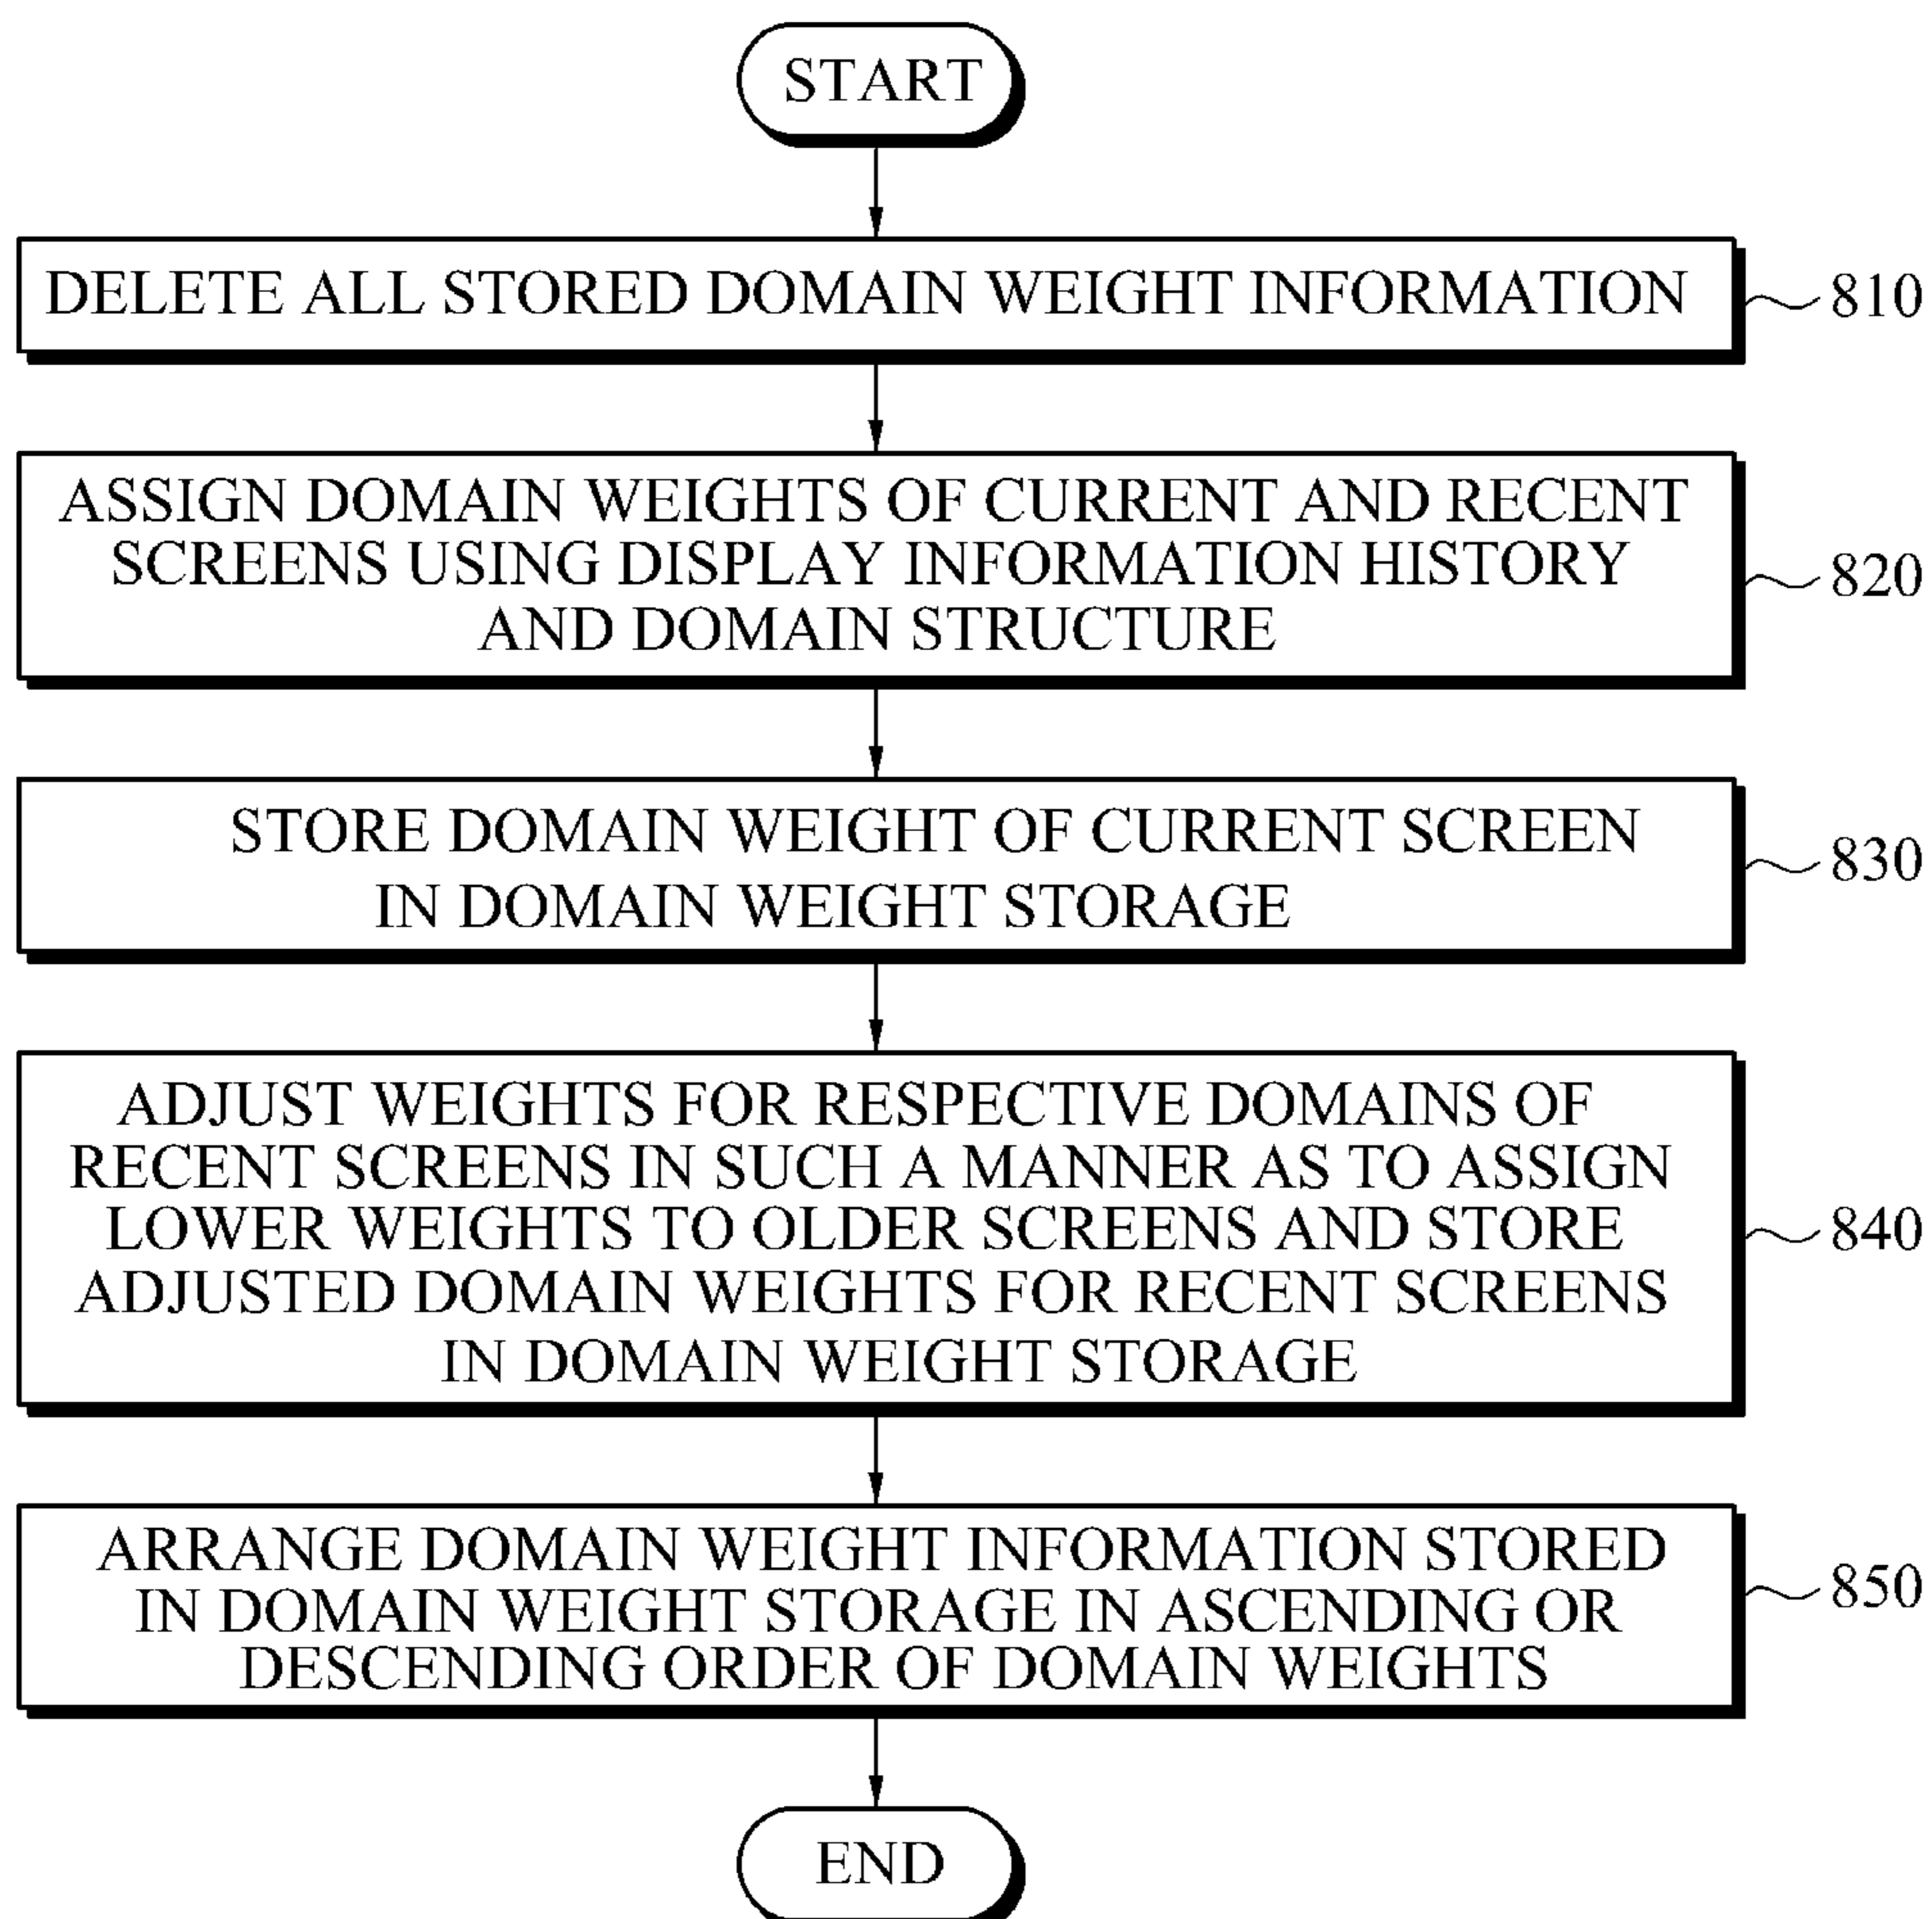 START
DELETE ALL STORED DOMAIN WEIGHT INFORMATION
810
ASSIGN DOMAIN WEIGHTS OF CURRENT AND RECENT
SCREENS USING DISPLAY INFORMATION HISTORY
AND DOMAIN STRUCTURE
820
STORE DOMAIN WEIGHT OF CURRENT SCREEN
IN DOMAIN WEIGHT STORAGE
830
ADJUST WEIGHTS FOR RESPECTIVE DOMAINS OF
RECENT SCREENS IN SUCH A MANNER AS TO ASSIGN
LOWER WEIGHTS TO OLDER SCREENS AND STORE
ADJUSTED DOMAIN WEIGHTS FOR RECENT SCREENS
IN DOMAIN WEIGHT STORAGE
840
ARRANGE DOMAIN WEIGHT INFORMATION STORED
IN DOMAIN WEIGHT STORAGE IN ASCENDING OR
DESCENDING ORDER OF DOMAIN WEIGHTS
850
END